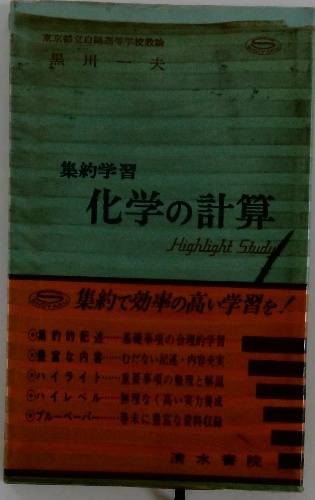 東京都立白鷗高等学校教諭
黒川一夫
集約学習
化学の計算
Highlight Study
集約で効率の高い学習を!
◉集約的記述……基礎事項の合理的学習
◉豊富な内容……むだない記述・内容充実
◉ハイライト……重要事項の整理と解説
◉ハイレベル……無理なく高い実力養成
◉ブルーペーパー……巻末に豊富な資料収録
清水書院